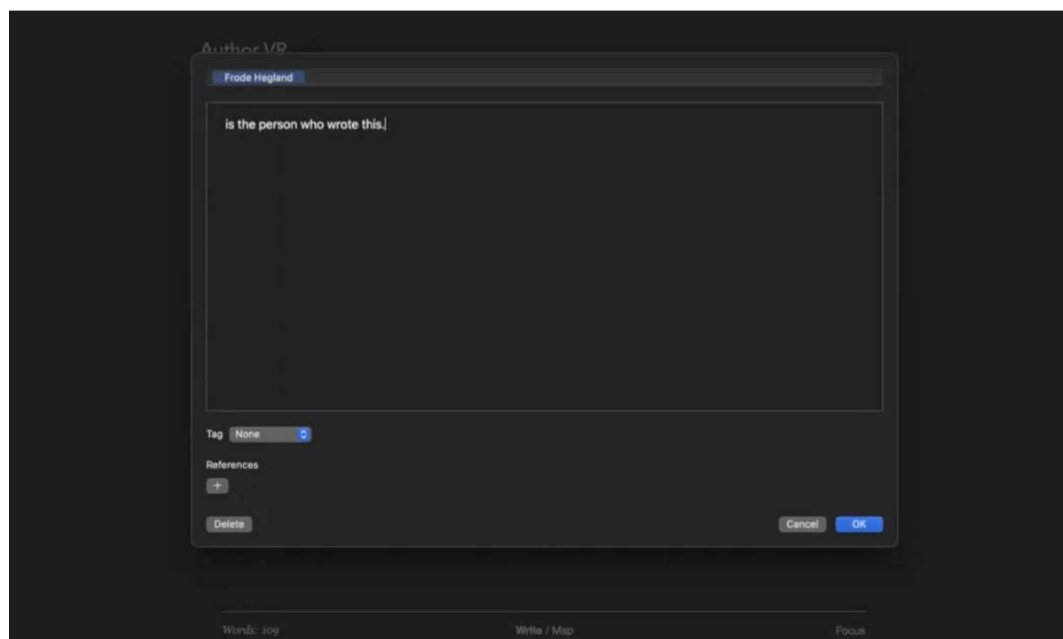 Author VR
Frode Hegland
is the person who wrote this.
Tag None
References
+
Delete Cancel OK
Words: 109 Write / Map Focus